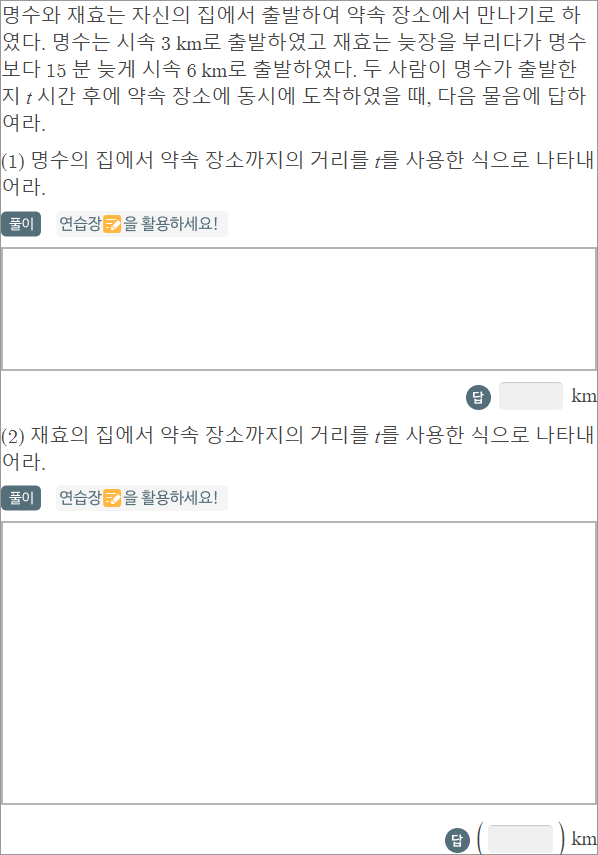 명수와 재효는 자신의 집에서 출발하여 약속 장소에서 만나기로 하
였다. 명수는 시속 3 km로 출발하였고 재효는 늦장을 부리다가 명수
보다 15 분 늦게 시속 6 km로 출발하였다. 두 사람이 명수가 출발한
지 t 시간 후에 약속 장소에 동시에 도착하였을 때, 다음 물음에 답하
여라.
(1) 명수의 집에서 약속 장소까지의 거리를 t를 사용한 식으로 나타내
어라.
풀이 연습장을 활용하세요!
답 km
(2) 재효의 집에서 약속 장소까지의 거리를 t를 사용한 식으로 나타내
어라.
풀이 연습장을 활용하세요!
답 ( ) km